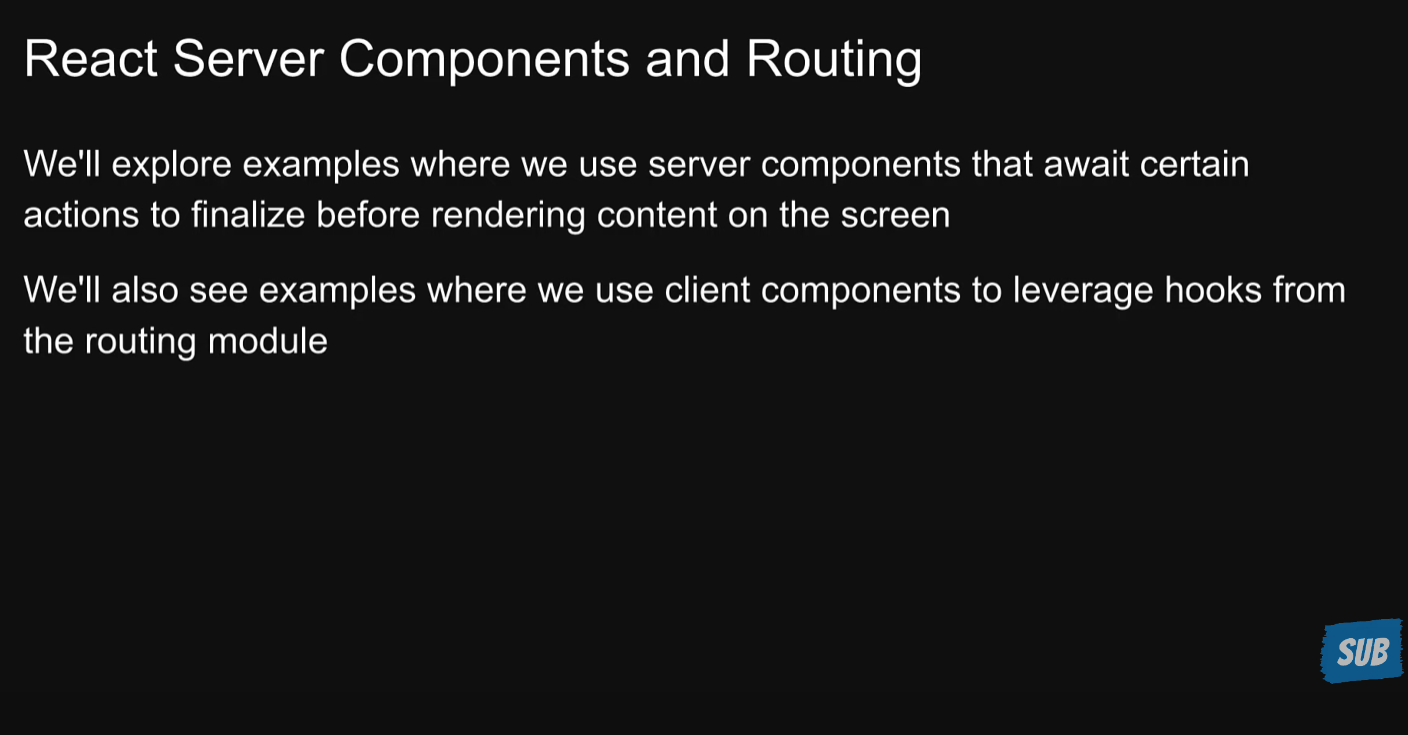 React Server Components and Routing
We'll explore examples where we use server components that await certain
actions to finalize before rendering content on the screen
We'll also see examples where we use client components to leverage hooks from
the routing module
SUB